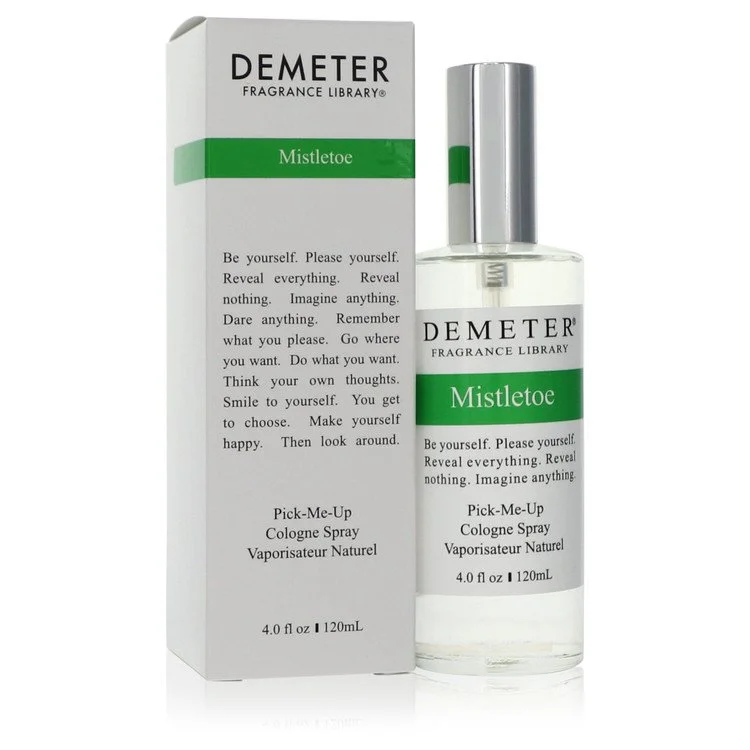 DEMETER
FRAGRANCE LIBRARY®
Mistletoe
Be yourself. Please yourself.
Reveal everything. Reveal
nothing. Imagine anything.
Dare anything. Remember
what you please. Go where
you want. Do what you want.
Think your own thoughts.
Smile to yourself. You get
to choose. Make yourself
happy. Then look around.
Pick-Me-Up
Cologne Spray
Vaporisateur Naturel
4.0 fl oz ▮ 120mL
DEMETER®
FRAGRANCE LIBRARY
Mistletoe
Be yourself. Please yourself.
Reveal everything. Reveal
nothing. Imagine anything.
Pick-Me-Up
Cologne Spray
Vaporisateur Naturel
4.0 fl oz ▮ 120mL